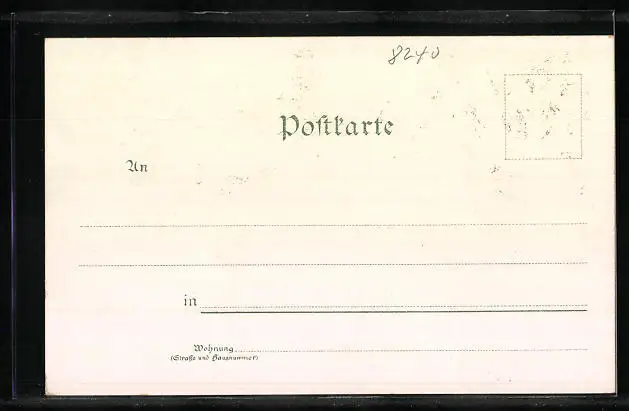 8240
Postkarte
An
in
Wohnung
(Straße und Hausnummer)